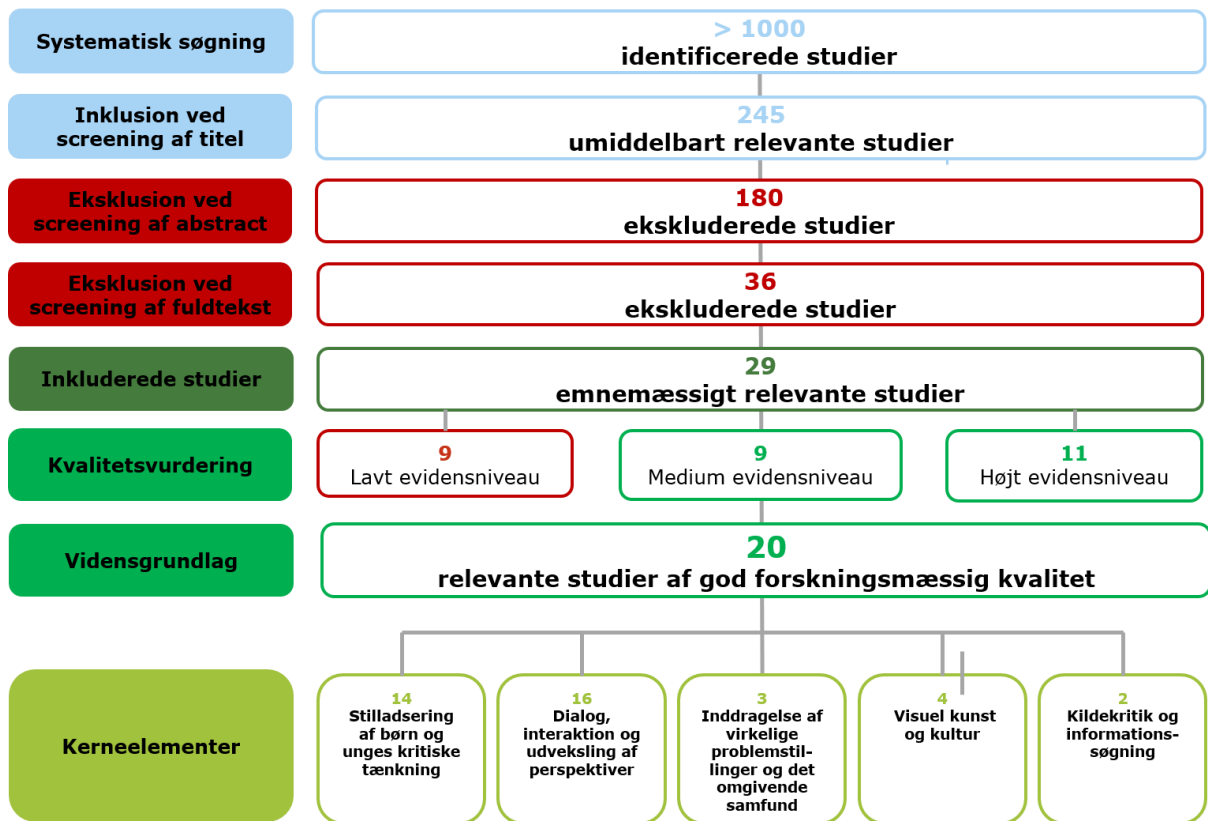 Systematisk søgning
> 1000
identificerede studier
Inklusion ved
screening af titel
245
umiddelbart relevante studier
Eksklusion ved
screening af abstract
180
ekskluderede studier
Eksklusion ved
screening af fuldtekst
36
ekskluderede studier
Inkluderede studier
29
emnemæssigt relevante studier
Kvalitetsvurdering
9
Lavt evidensniveau
9
Medium evidensniveau
11
Højt evidensniveau
Vidensgrundlag
20
relevante studier af god forskningsmæssig kvalitet
Kerneelementer
14
Stilladsering
af børn og
unges kritiske
tænkning
16
Dialog,
interaktion og
udveksling af
perspektiver
3
Inddragelse af
virkelige
problemstil-
linger og det
omgivende
samfund
4
Visuel kunst
og kultur
2
Kildekritik og
informations-
søgning